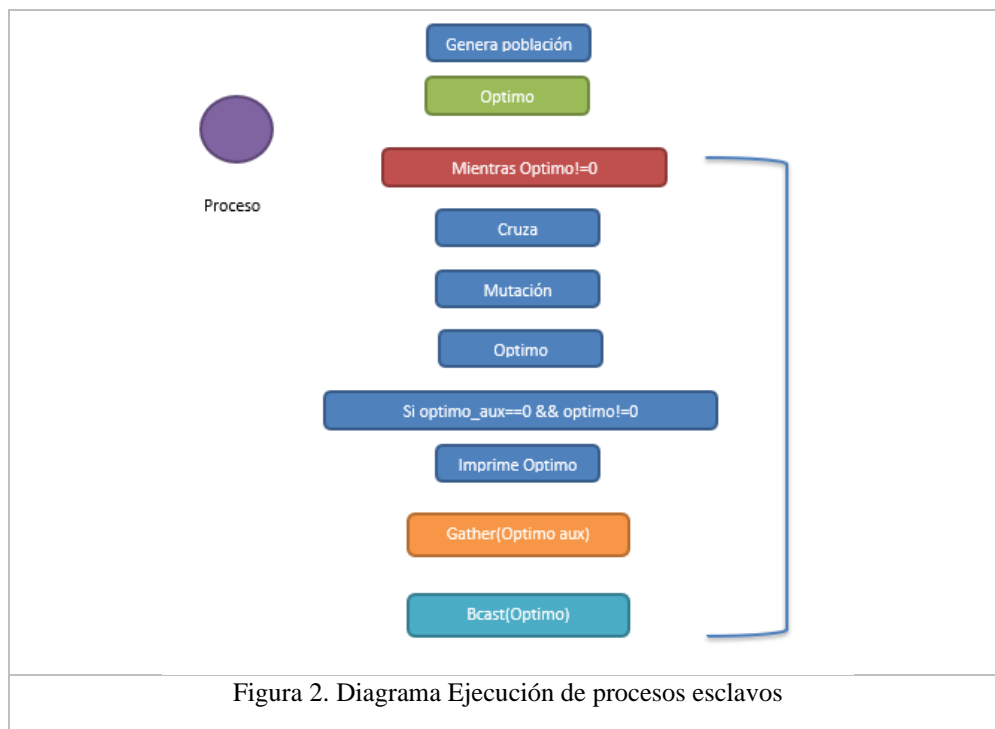 Genera población
Optimo
Mientras Optimo!=0
Proceso
Cruza
Mutación
Optimo
Si optimo_aux==0 && optimo!=0
Imprime Optimo
Gather(Optimo aux)
Bcast(Optimo)
Figura 2. Diagrama Ejecución de procesos esclavos